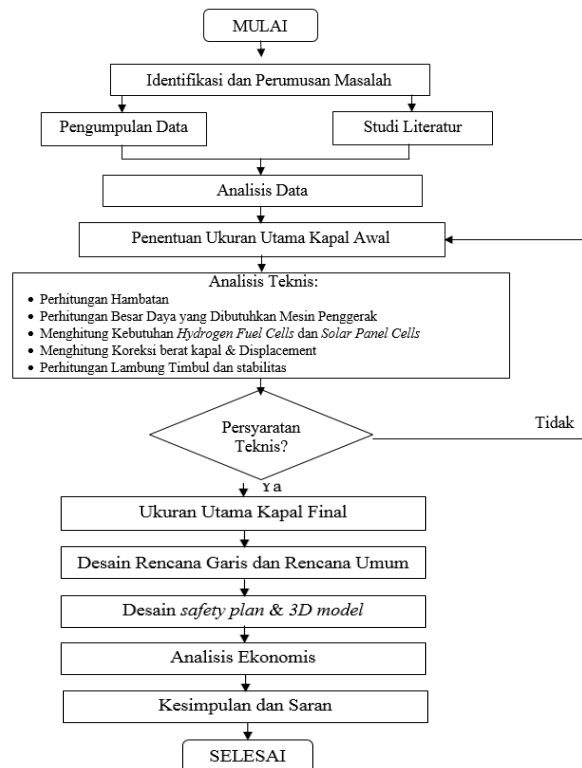 MULAI
Identifikasi dan Perumusan Masalah
Pengumpulan Data
Studi Literatur
Analisis Data
Penentuan Ukuran Utama Kapal Awal
Analisis Teknis:
• Perhitungan Hambatan
• Perhitungan Besar Daya yang Dibutuhkan Mesin Penggerak
• Menghitung Kebutuhan Hydrogen Fuel Cells dan Solar Panel Cells
• Menghitung Koreksi berat kapal & Displacement
• Perhitungan Lambung Timbul dan stabilitas
Persyaratan
Teknis?
Tidak
Ya
Ukuran Utama Kapal Final
Desain Rencana Garis dan Rencana Umum
Desain safety plan & 3D model
Analisis Ekonomis
Kesimpulan dan Saran
SELESAI